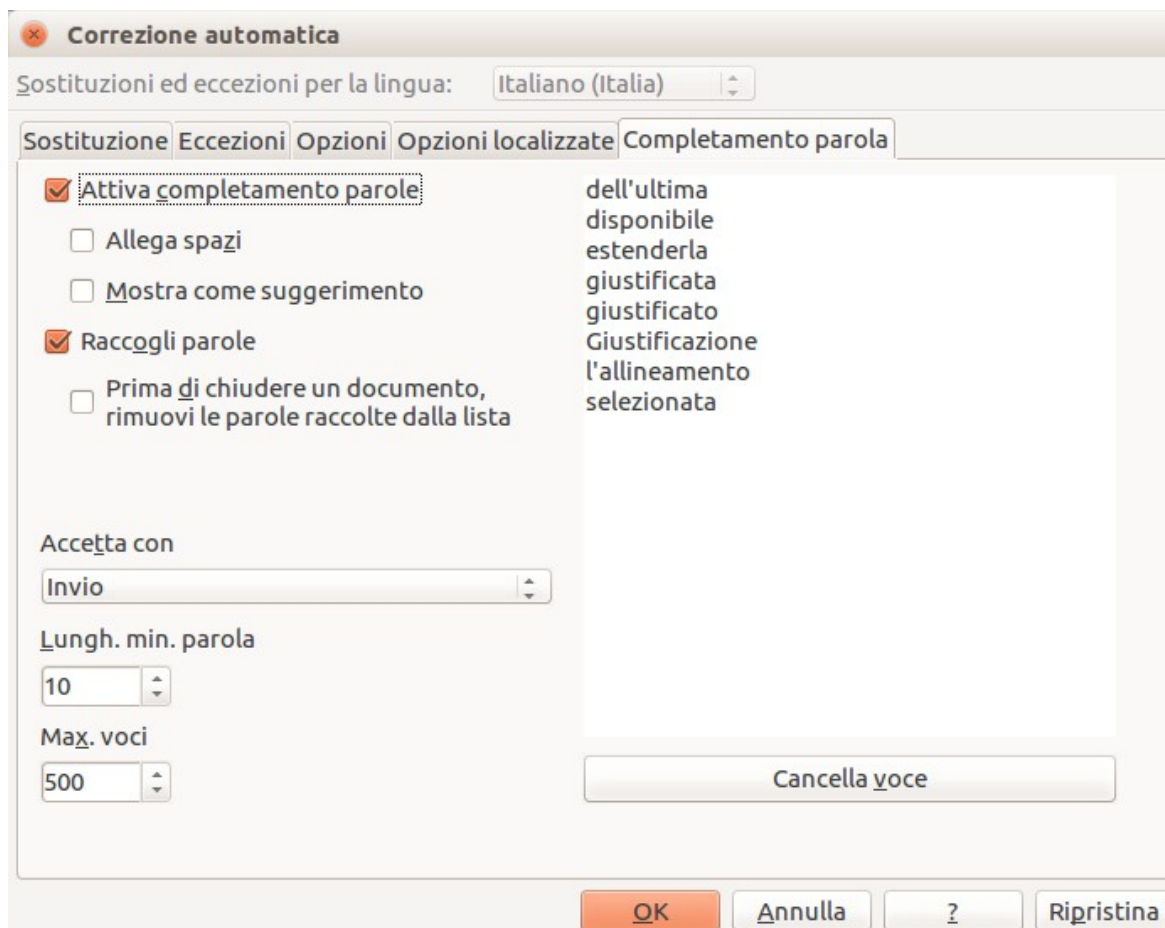 Correzione automatica
Sostituzioni ed eccezioni per la lingua: Italiano (Italia)
Sostituzione Eccezioni Opzioni Opzioni localizzate Completamento parola
Attiva completamento parole
Allega spazi
Mostra come suggerimento
Raccogli parole
Prima di chiudere un documento,
rimuovi le parole raccolte dalla lista
Accetta con
Invio
Lungh. min. parola
10
Max. voci
500
dell'ultima
disponibile
estenderla
giustificata
giustificato
Giustificazione
l'allineamento
selezionata
Cancella voce
OK Annulla ? Ripristina